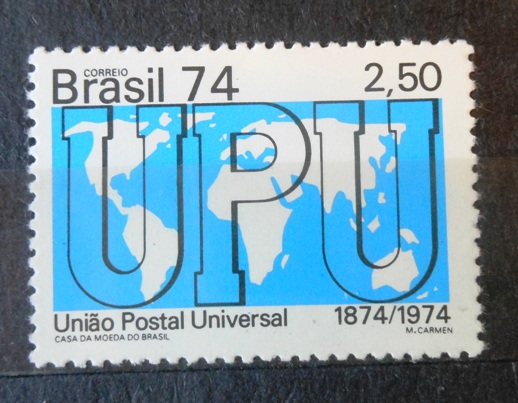 CORREIO
Brasil 74 2,50
UPU
União Postal Universal 1874/1974
CASA DA MOEDA DO BRASIL M. CARMEN